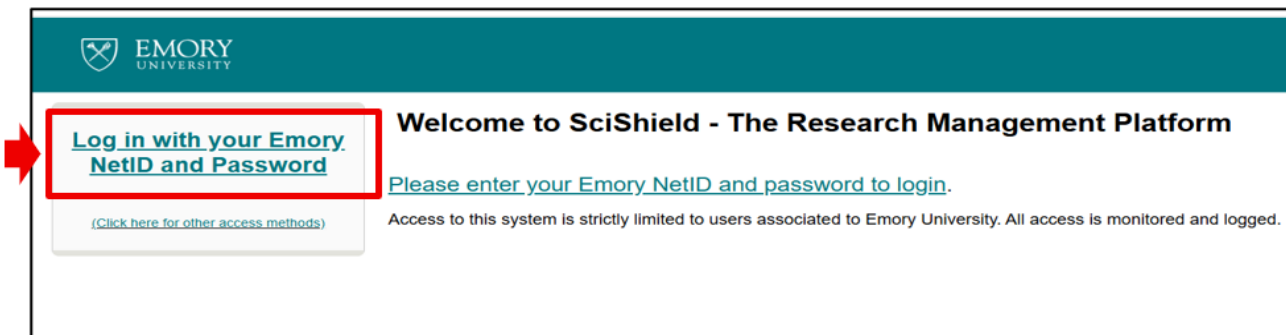 EMORY
UNIVERSITY
Log in with your Emory
NetID and Password
(Click here for other access methods)
Welcome to SciShield - The Research Management Platform
Please enter your Emory NetID and password to login.
Access to this system is strictly limited to users associated to Emory University. All access is monitored and logged.